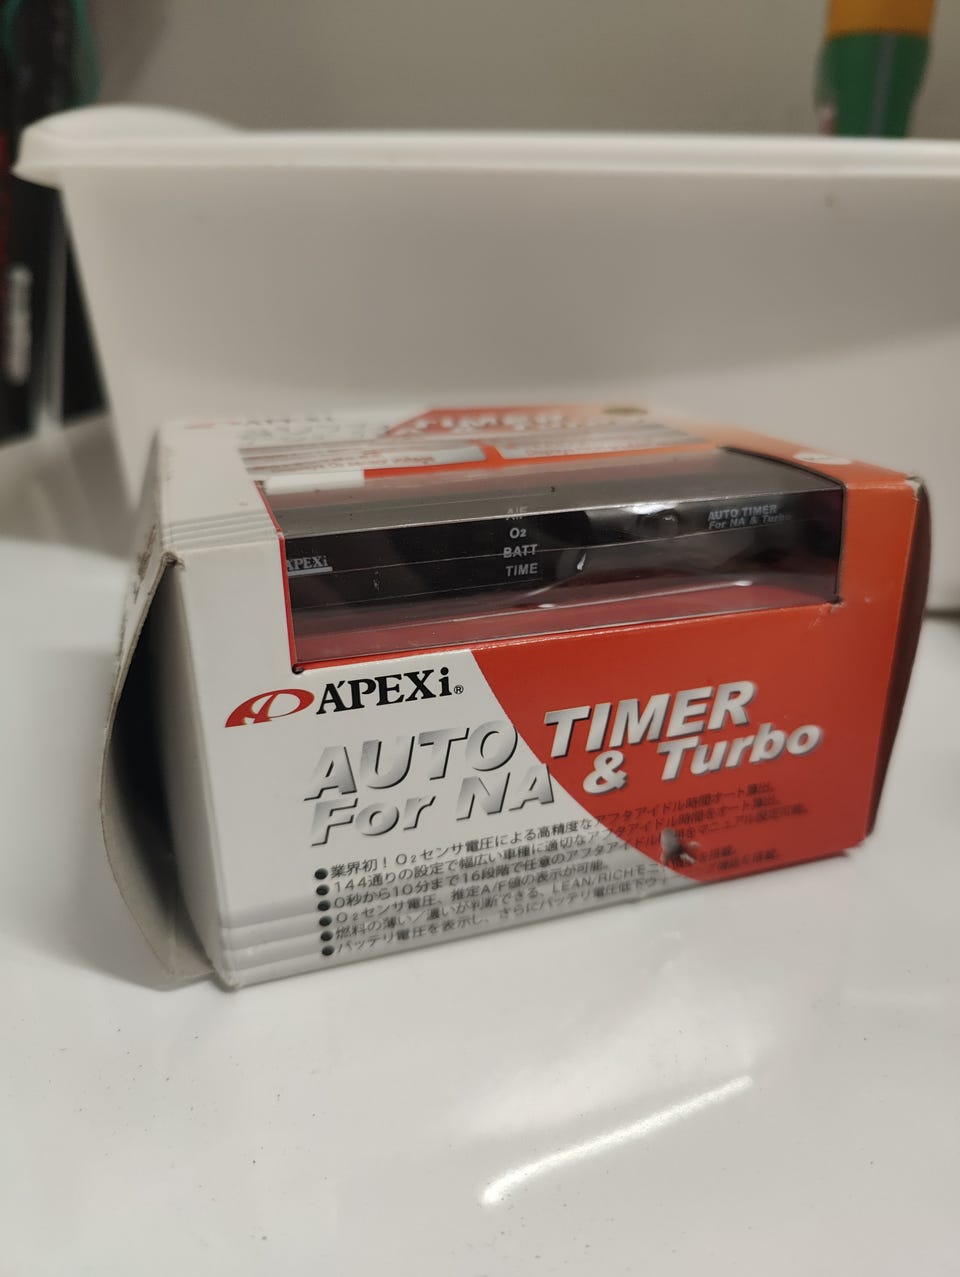 A'PEXi
TIMER
A/F
O2
BATT
TIME
APEXi
AUTO TIMER
For NA & Turbo
A'PEXi®
AUTO TIMER
For NA & Turbo
●業界初！O2センサ電圧による高精度なアフタアイドル時間オート算出。
●144通りの設定で幅広い車種に適切なアフタアイドル時間をオート算出。
●0秒から10分まで16段階で任意のアフタアイドル時間をマニュアル設定可能。
●O2センサ電圧、推定A/F値の表示が可能。
●燃料の薄い／濃いが判断できる、LEAN/RICHモ
●バッテリ電圧を表示し、さらにバッテリ電圧低下ウ